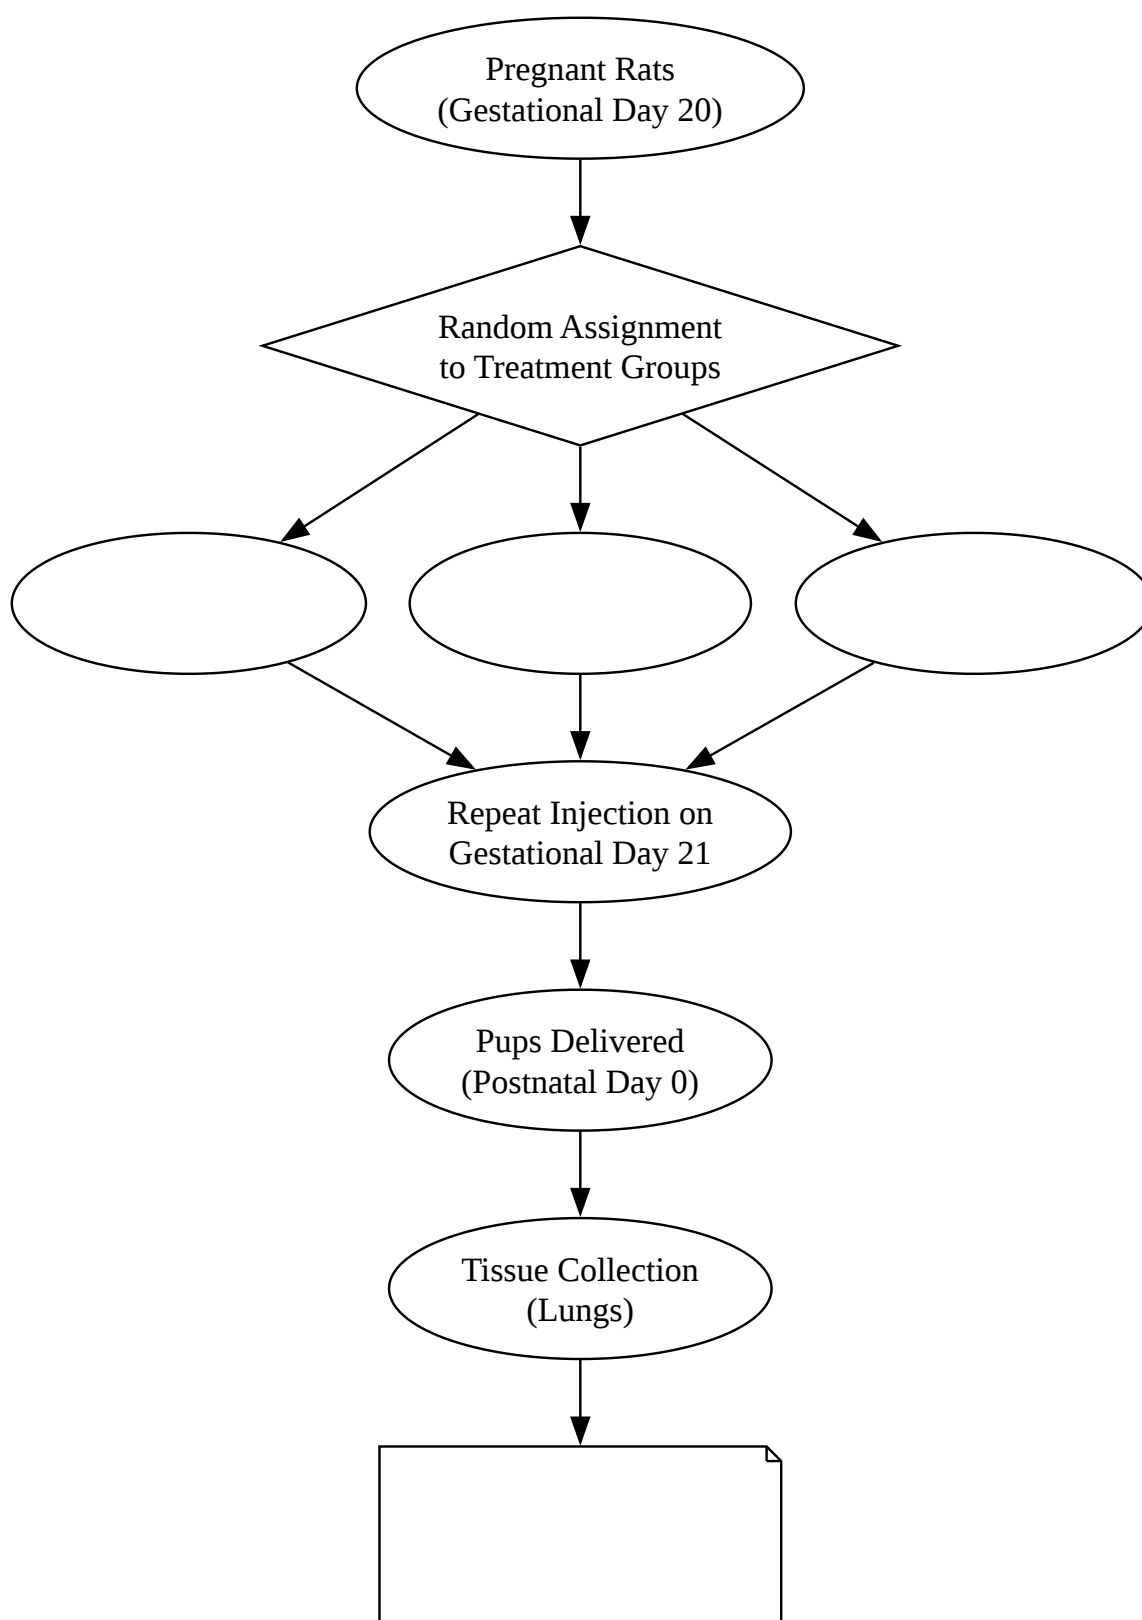 Pregnant Rats
(Gestational Day 20)
Random Assignment
to Treatment Groups
Repeat Injection on
Gestational Day 21
Pups Delivered
(Postnatal Day 0)
Tissue Collection
(Lungs)